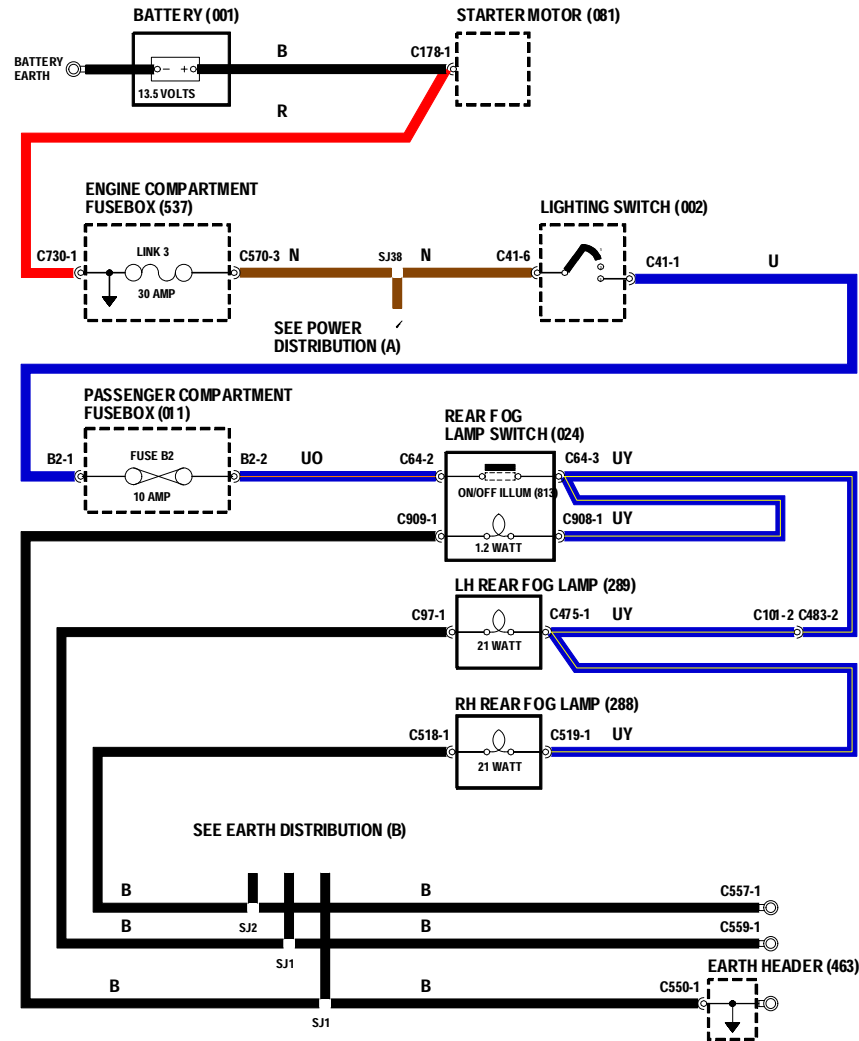 BATTERY (001)
STARTER MOTOR (081)
BATTERY
EARTH
B
C178-1
13.5 VOLTS
R
ENGINE COMPARTMENT
FUSEBOX (537)
LIGHTING SWITCH (002)
C730-1
LINK 3
C570-3
N
SJ38
N
C41-6
C41-1
U
30 AMP
SEE POWER
DISTRIBUTION (A)
PASSENGER COMPARTMENT
FUSEBOX (011)
REAR FOG
LAMP SWITCH (024)
B2-1
FUSE B2
B2-2
UO
C64-2
C64-3
UY
10 AMP
ON/OFF ILLUM (813)
C909-1
C908-1
UY
1.2 WATT
LH REAR FOG LAMP (289)
C97-1
C475-1
UY
C101-2
C483-2
21 WATT
RH REAR FOG LAMP (288)
C518-1
C519-1
UY
21 WATT
SEE EARTH DISTRIBUTION (B)
B
B
C557-1
SJ2
B
B
C559-1
SJ1
EARTH HEADER (463)
B
B
C550-1
SJ1